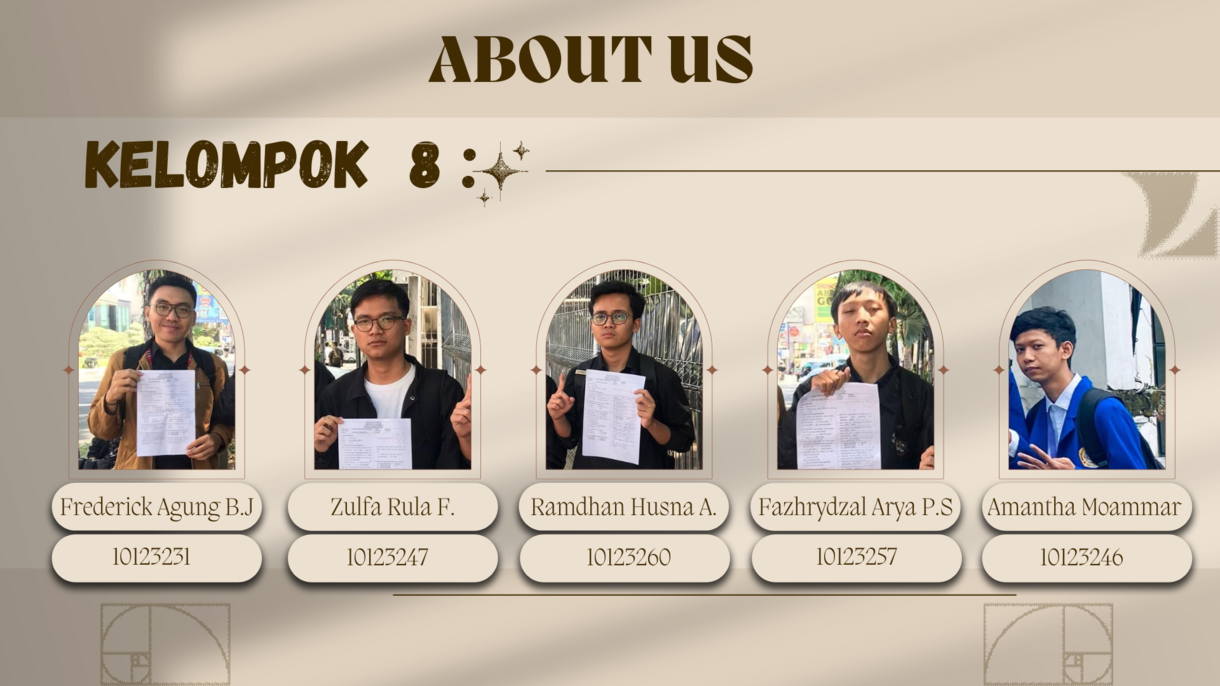 ABOUT US
KELOMPOK 8 :
Frederick Agung B.J
Zulfa Rula F.
Ramdhan Husna A.
Fazhrydzal Arya P.S
Amantha Moammar
10123231
10123247
10123260
10123257
10123246